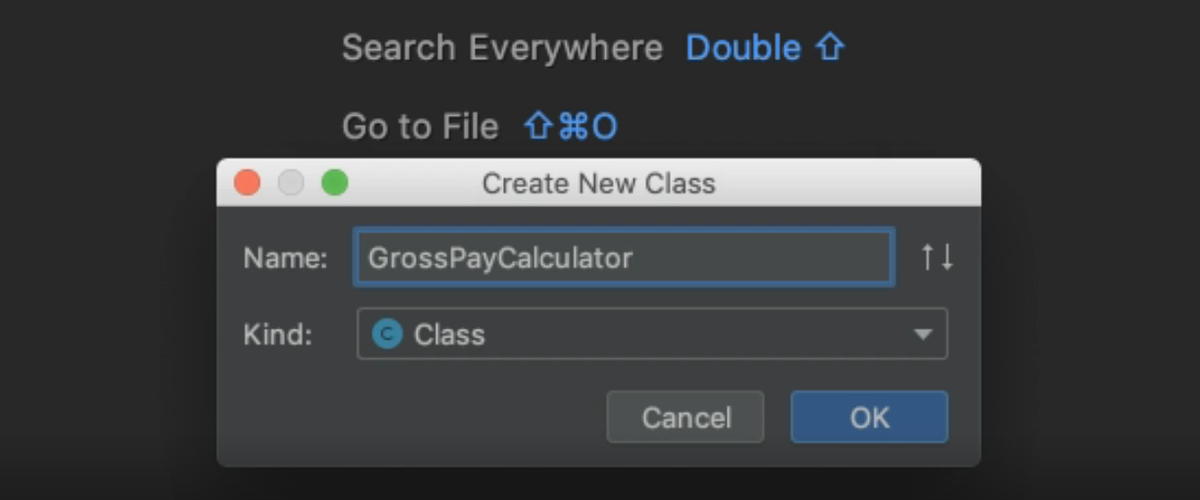 Search Everywhere Double ⇧
Go to File ⇧⌘O
Create New Class
Name: GrossPayCalculator ↑↓
Kind: C Class
Cancel OK